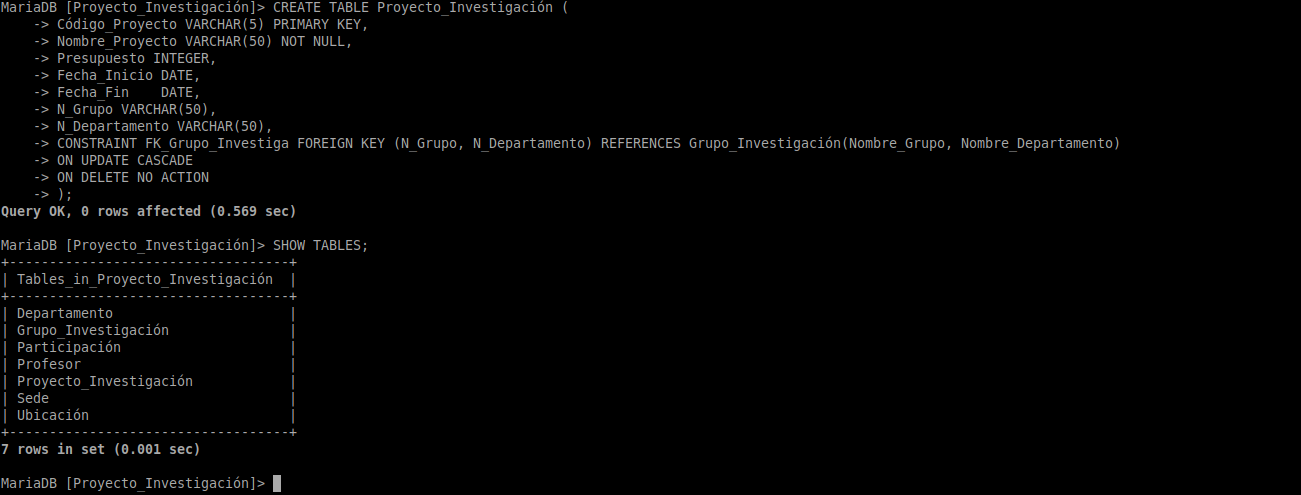 MariaDB [Proyecto_Investigación]> CREATE TABLE Proyecto_Investigación (
    -> Código_Proyecto VARCHAR(5) PRIMARY KEY,
    -> Nombre_Proyecto VARCHAR(50) NOT NULL,
    -> Presupuesto INTEGER,
    -> Fecha_Inicio DATE,
    -> Fecha_Fin    DATE,
    -> N_Grupo VARCHAR(50),
    -> N_Departamento VARCHAR(50),
    -> CONSTRAINT FK_Grupo_Investiga FOREIGN KEY (N_Grupo, N_Departamento) REFERENCES Grupo_Investigación(Nombre_Grupo, Nombre_Departamento)
    -> ON UPDATE CASCADE
    -> ON DELETE NO ACTION
    -> );
Query OK, 0 rows affected (0.569 sec)

MariaDB [Proyecto_Investigación]> SHOW TABLES;
+-----------------------------------+
| Tables_in_Proyecto_Investigación  |
+-----------------------------------+
| Departamento                      |
| Grupo_Investigación               |
| Participación                     |
| Profesor                          |
| Proyecto_Investigación            |
| Sede                              |
| Ubicación                         |
+-----------------------------------+
7 rows in set (0.001 sec)

MariaDB [Proyecto_Investigación]>